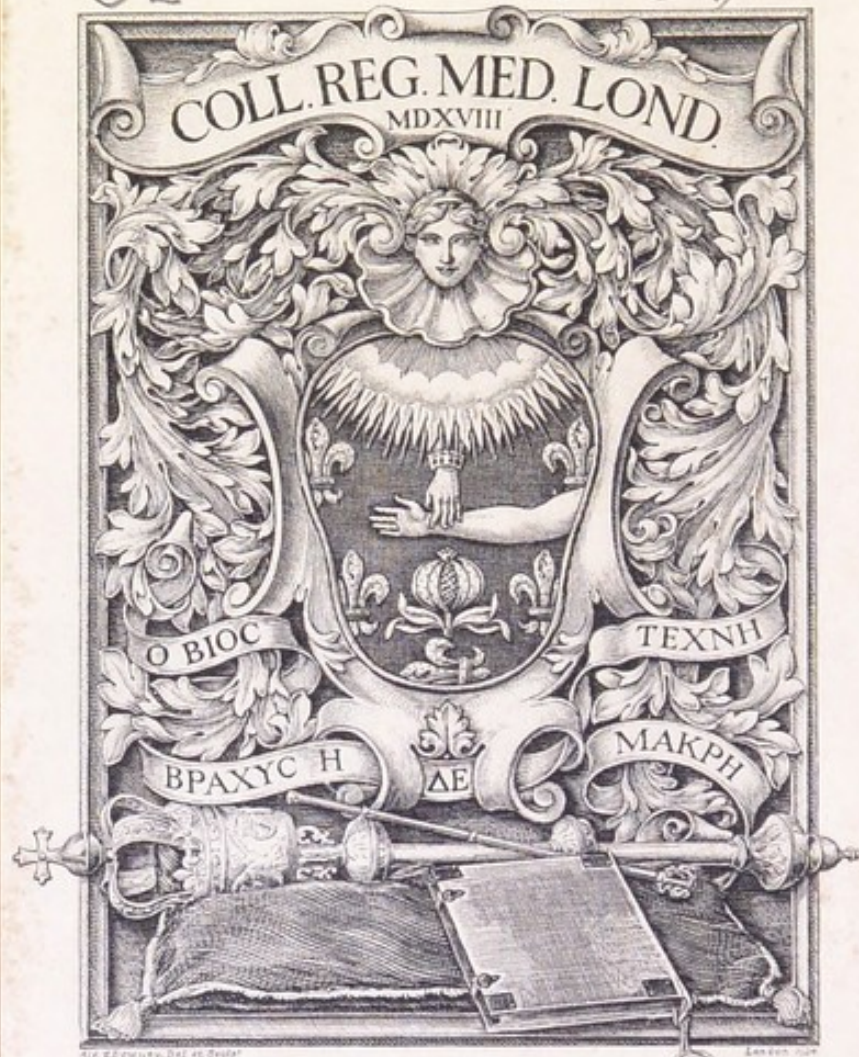 COLL. REG. MED. LOND.
MDXVIII
Ο ΒΙΟϹ
ΒΡΑΧΥϹ Η
ΔΕ
ΤΕΧΝΗ
ΜΑΚΡΗ